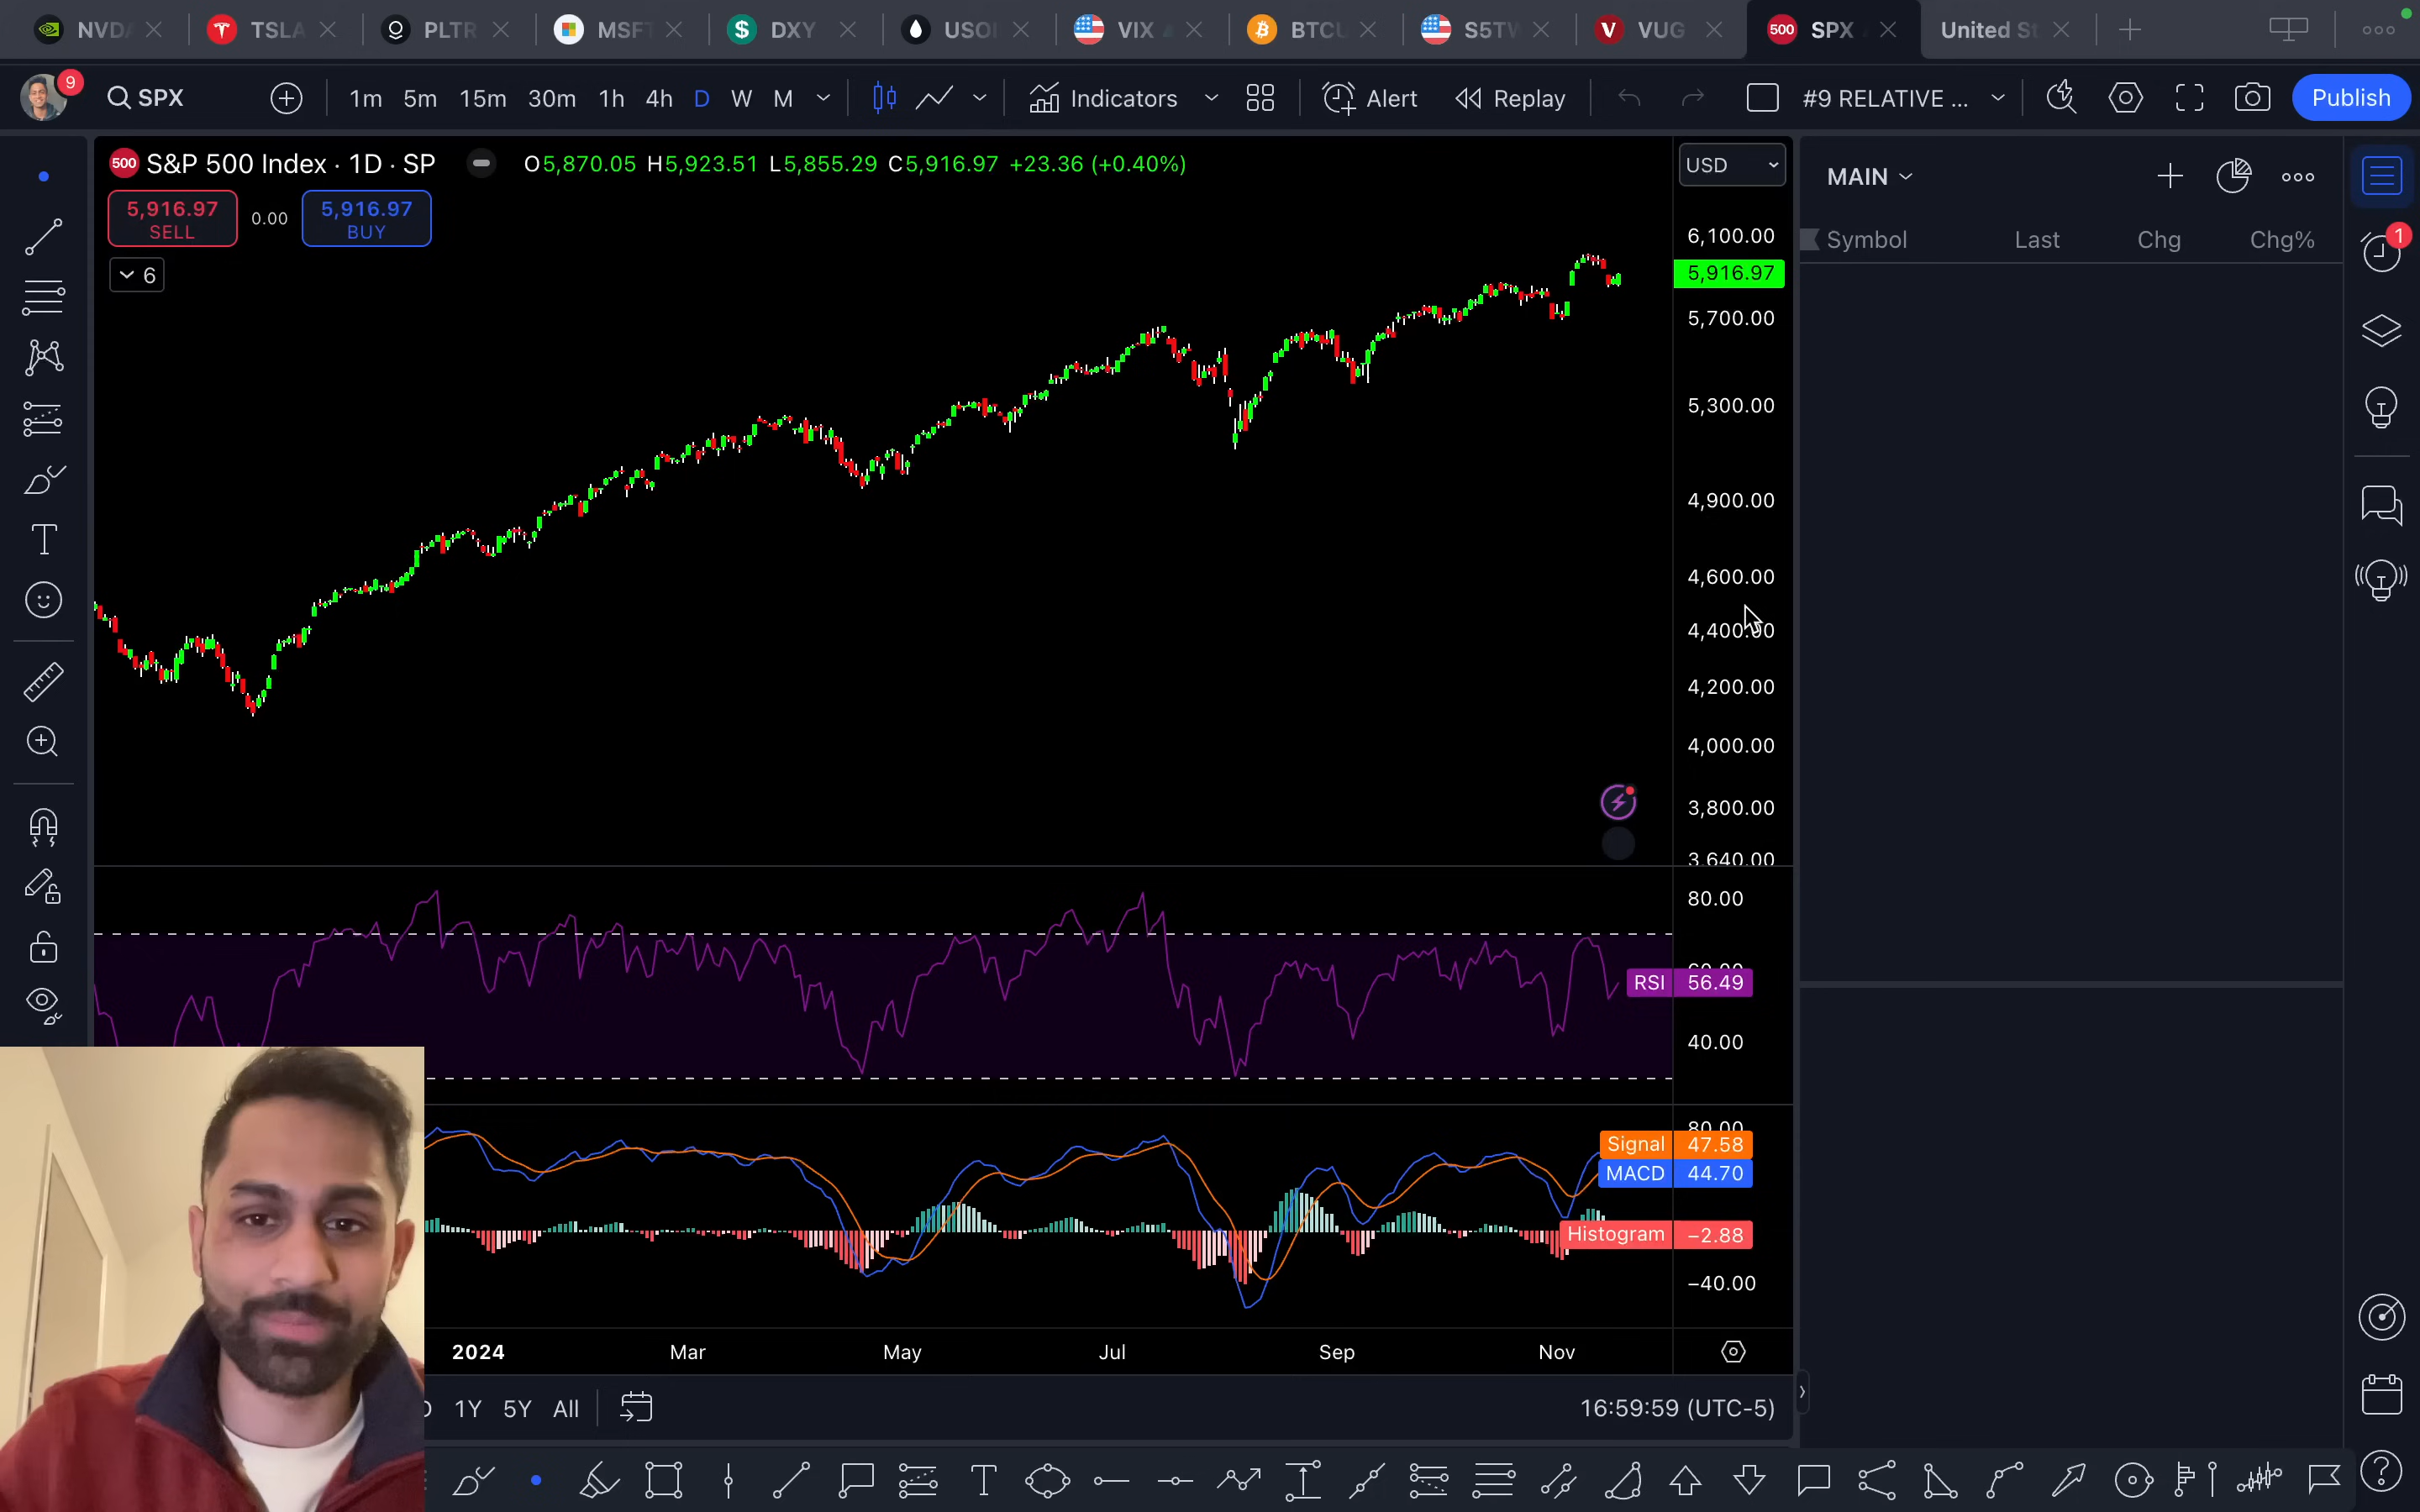 NVDA TSLA PLTR MSFT DXY USOI VIX BTCU S5TW VUG 500 SPX United St
9 SPX 1m 5m 15m 30m 1h 4h D W M Indicators Alert Replay #9 RELATIVE ... Publish
500 S&P 500 Index · 1D · SP O5,870.05 H5,923.51 L5,855.29 C5,916.97 +23.36 (+0.40%) USD
MAIN
5,916.97 SELL 0.00 5,916.97 BUY
Symbol Last Chg Chg%
1
6
6,100.00
5,916.97
5,700.00
5,300.00
4,900.00
4,600.00
4,400.00
4,200.00
4,000.00
3,800.00
3,640.00
80.00
60.00
RSI 56.49
40.00
80.00
Signal 47.58
MACD 44.70
Histogram −2.88
−40.00
2024 Mar May Jul Sep Nov
1Y 5Y All 16:59:59 (UTC-5)